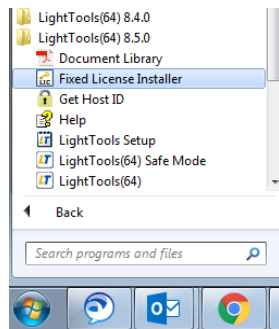 LightTools(64) 8.4.0
LightTools(64) 8.5.0
Document Library
LIC Fixed License Installer
Get Host ID
Help
LightTools Setup
LightTools(64) Safe Mode
LightTools(64)
Back
Search programs and files